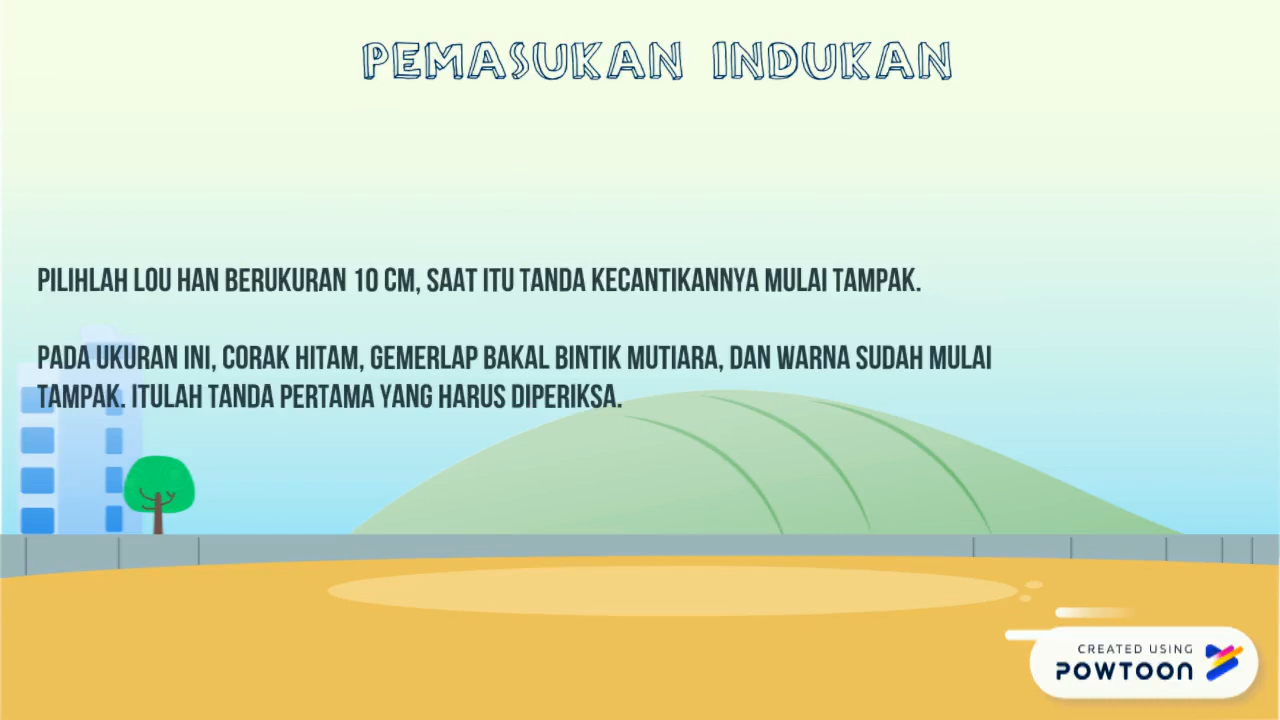 PEMASUKAN INDUKAN
PILIHLAH LOU HAN BERUKURAN 10 CM, SAAT ITU TANDA KECANTIKANNYA MULAI TAMPAK.
PADA UKURAN INI, CORAK HITAM, GEMERLAP BAKAL BINTIK MUTIARA, DAN WARNA SUDAH MULAI
TAMPAK. ITULAH TANDA PERTAMA YANG HARUS DIPERIKSA.
CREATED USING
POWTOON